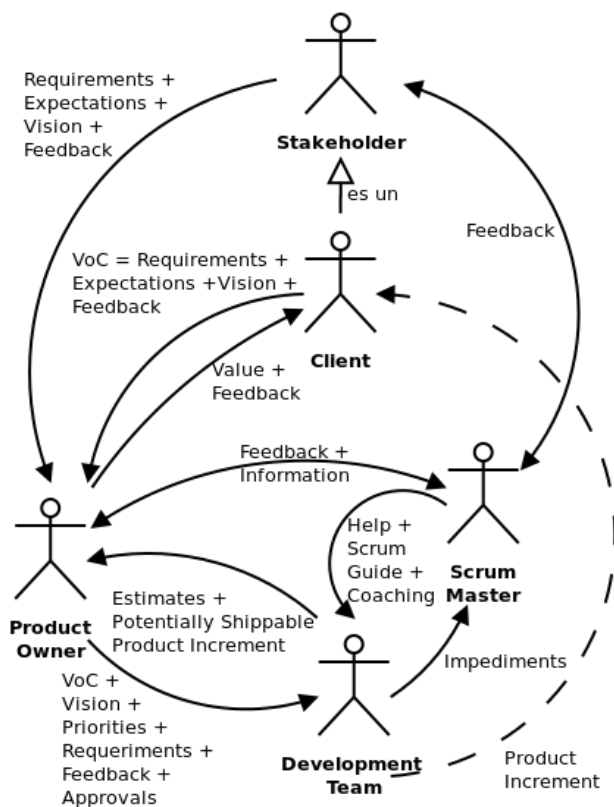 Requirements +
Expectations +
Vision +
Feedback
Stakeholder
es un
Feedback
VoC = Requirements +
Expectations +Vision +
Feedback
Client
Value +
Feedback
Feedback +
Information
Help +
Scrum
Guide +
Coaching
Scrum
Master
Product
Owner
Estimates +
Potentially Shippable
Product Increment
Impediments
VoC +
Vision +
Priorities +
Requeriments +
Feedback +
Approvals
Development
Team
Product
Increment